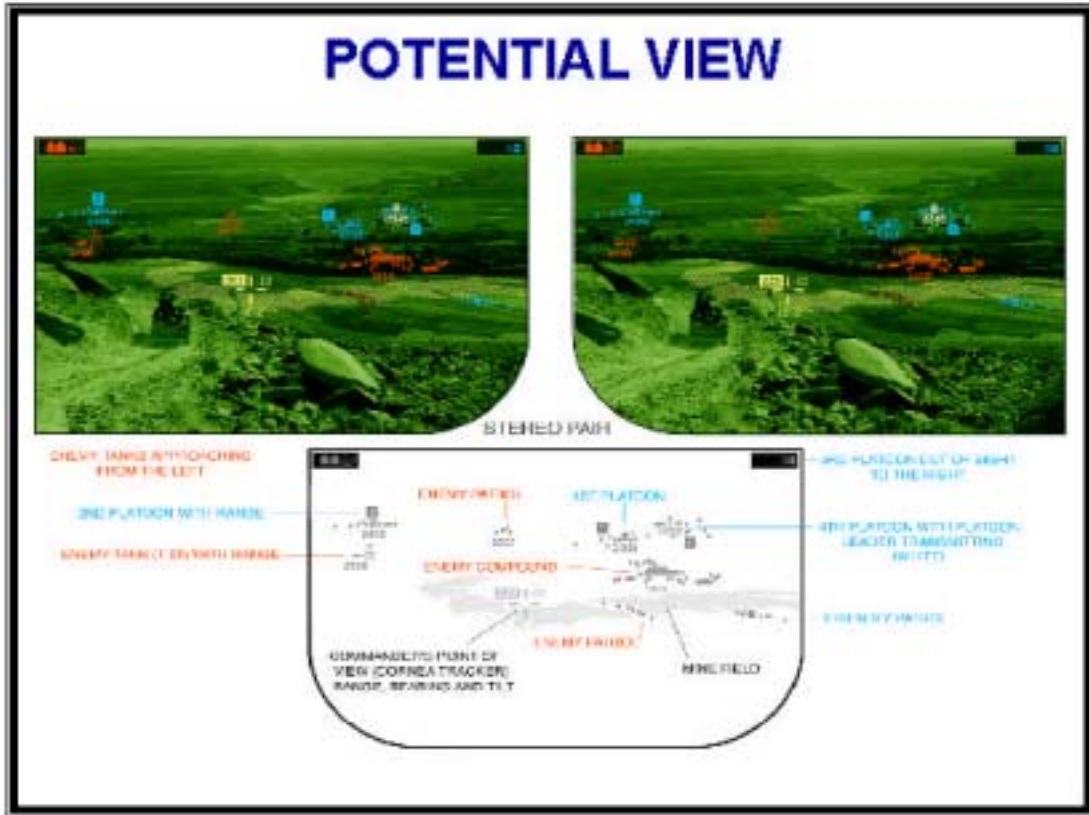 POTENTIAL VIEW
STEREO PAIR
ENEMY TANKS APPROACHING
FROM THE LEFT
3RD PLATOON OUT OF SIGHT
TO THE RIGHT
ENEMY PATROL
1ST PLATOON
2ND PLATOON WITH RANGE
4TH PLATOON WITH PLATOON
LEADER TRANSMITTING
ENEMY TANK WITH RANGE
ENEMY COMPOUND
FRIENDLY PATROL
ENEMY PATROL
COMMANDER'S POINT OF
VIEW (CORNEA TRACKER)
RANGE, BEARING AND TILT
MINE FIELD